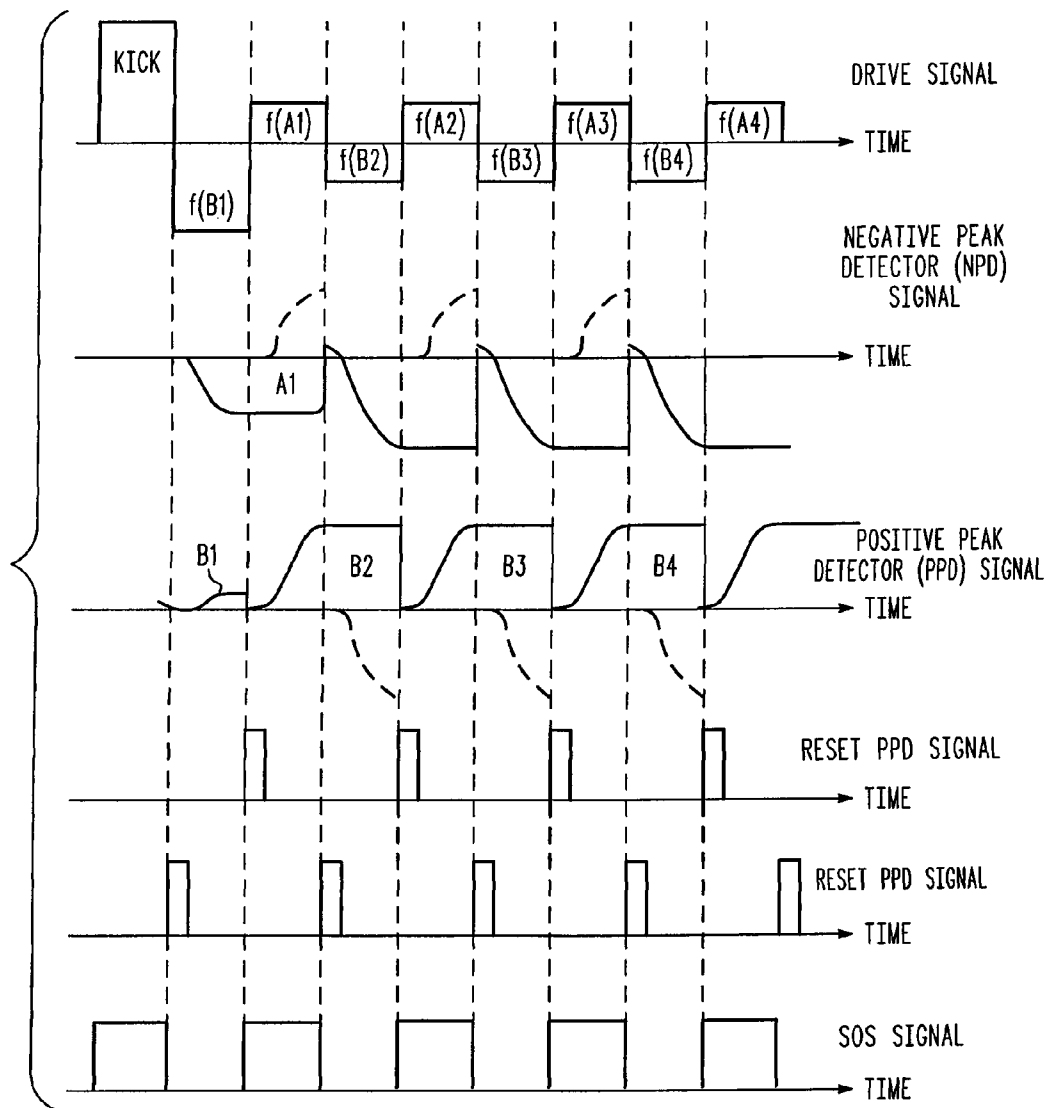 KICK
DRIVE SIGNAL
f(A1)
f(A2)
f(A3)
f(A4)
TIME
f(B2)
f(B3)
f(B4)
f(B1)
NEGATIVE PEAK
DETECTOR (NPD)
SIGNAL
TIME
A1
B1
B2
B3
B4
POSITIVE PEAK
DETECTOR (PPD) SIGNAL
TIME
RESET PPD SIGNAL
TIME
RESET PPD SIGNAL
TIME
SOS SIGNAL
TIME